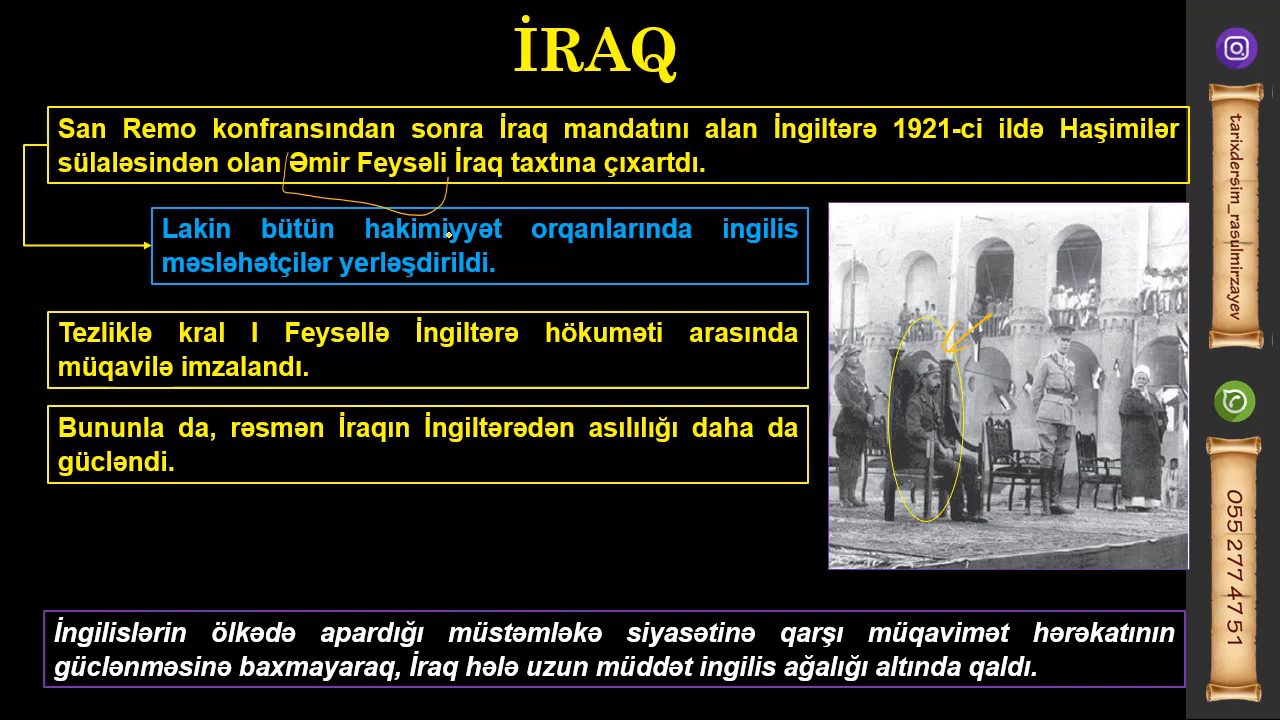 İRAQ
San Remo konfransından sonra İraq mandatını alan İngiltərə 1921-ci ildə Haşimilər
sülaləsindən olan Əmir Feysəli İraq taxtına çıxartdı.
Lakin bütün hakimiyyət orqanlarında ingilis
məsləhətçilər yerləşdirildi.
Tezliklə kral I Feysəllə İngiltərə hökuməti arasında
müqavilə imzalandı.
Bununla da, rəsmən İraqın İngiltərədən asılılığı daha da
gücləndi.
İngilislərin ölkədə apardığı müstəmləkə siyasətinə qarşı müqavimət hərəkatının
güclənməsinə baxmayaraq, İraq hələ uzun müddət ingilis ağalığı altında qaldı.
tarixdersim_rasulmirzayev
055 277 47 51